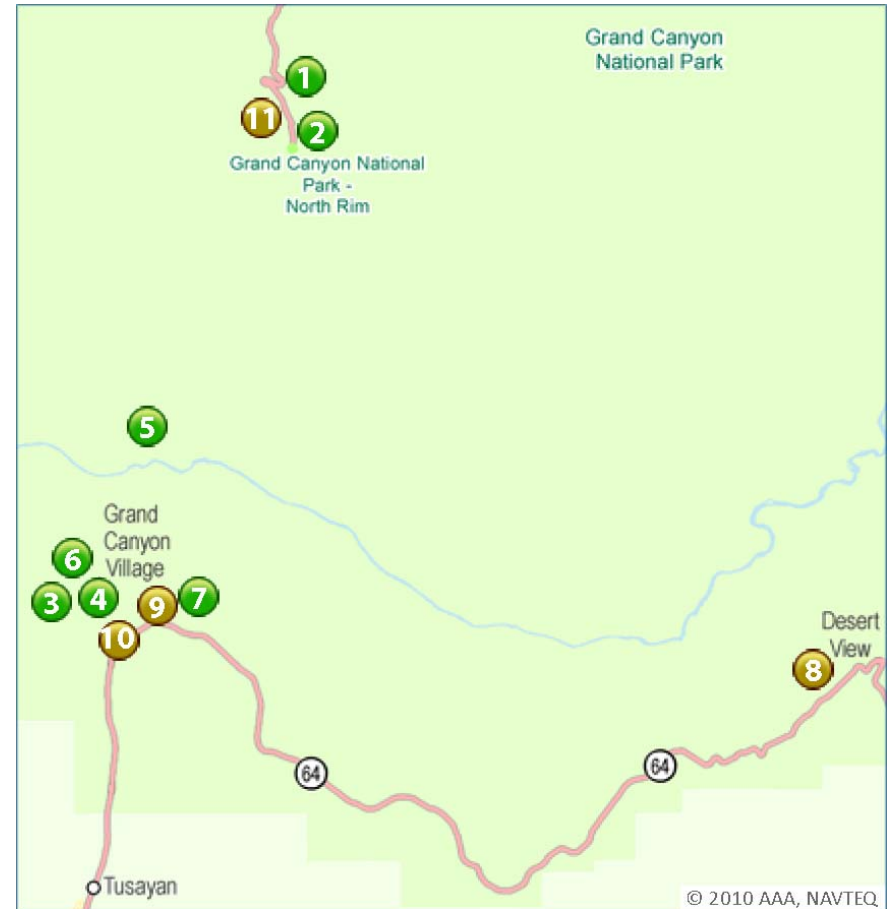 Grand Canyon
National Park
1
11
2
Grand Canyon National
Park -
North Rim
5
Grand
Canyon
Village
6
3
4
9
7
10
Desert
View
8
64
64
Tusayan
© 2010 AAA, NAVTEQ